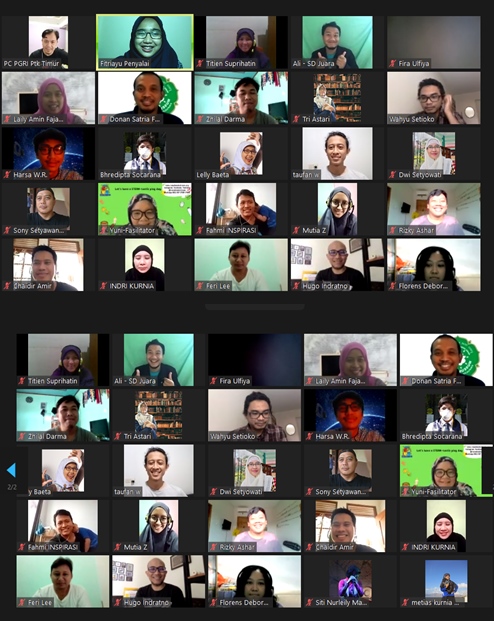 PC PGRI Ptk Timur
Fitriayu Penyalai
Titien Suprihatin
Ali - SD Juara
Fira Ulfiya
Laily Amin Faja...
Donan Satria F...
Zhilal Darma
Tri Astari
Wahyu Setioko
Harsa W.R.
Bhredipta Socarana
Lelly Baeta
taufan w
Dwi Setyowati
Sony Setyawan...
Yuni-Fasilitator
Fahmi INSPIRASI
Mutia Z
Rizky Ashar
Chaidir Amir
INDRI KURNIA
Feri Lee
Hugo Indratno
Florens Debor...
Titien Suprihatin
Ali - SD Juara
Fira Ulfiya
Laily Amin Faja...
Donan Satria F...
Zhilal Darma
Tri Astari
Wahyu Setioko
Harsa W.R.
Bhredipta Socarana
2/2
y Baeta
taufan w
Dwi Setyowati
Sony Setyawan...
Yuni-Fasilitator
Fahmi INSPIRASI
Mutia Z
Rizky Ashar
Chaidir Amir
INDRI KURNIA
Feri Lee
Hugo Indratno
Florens Debor...
Siti Nurleily Ma...
metias kurnia ...